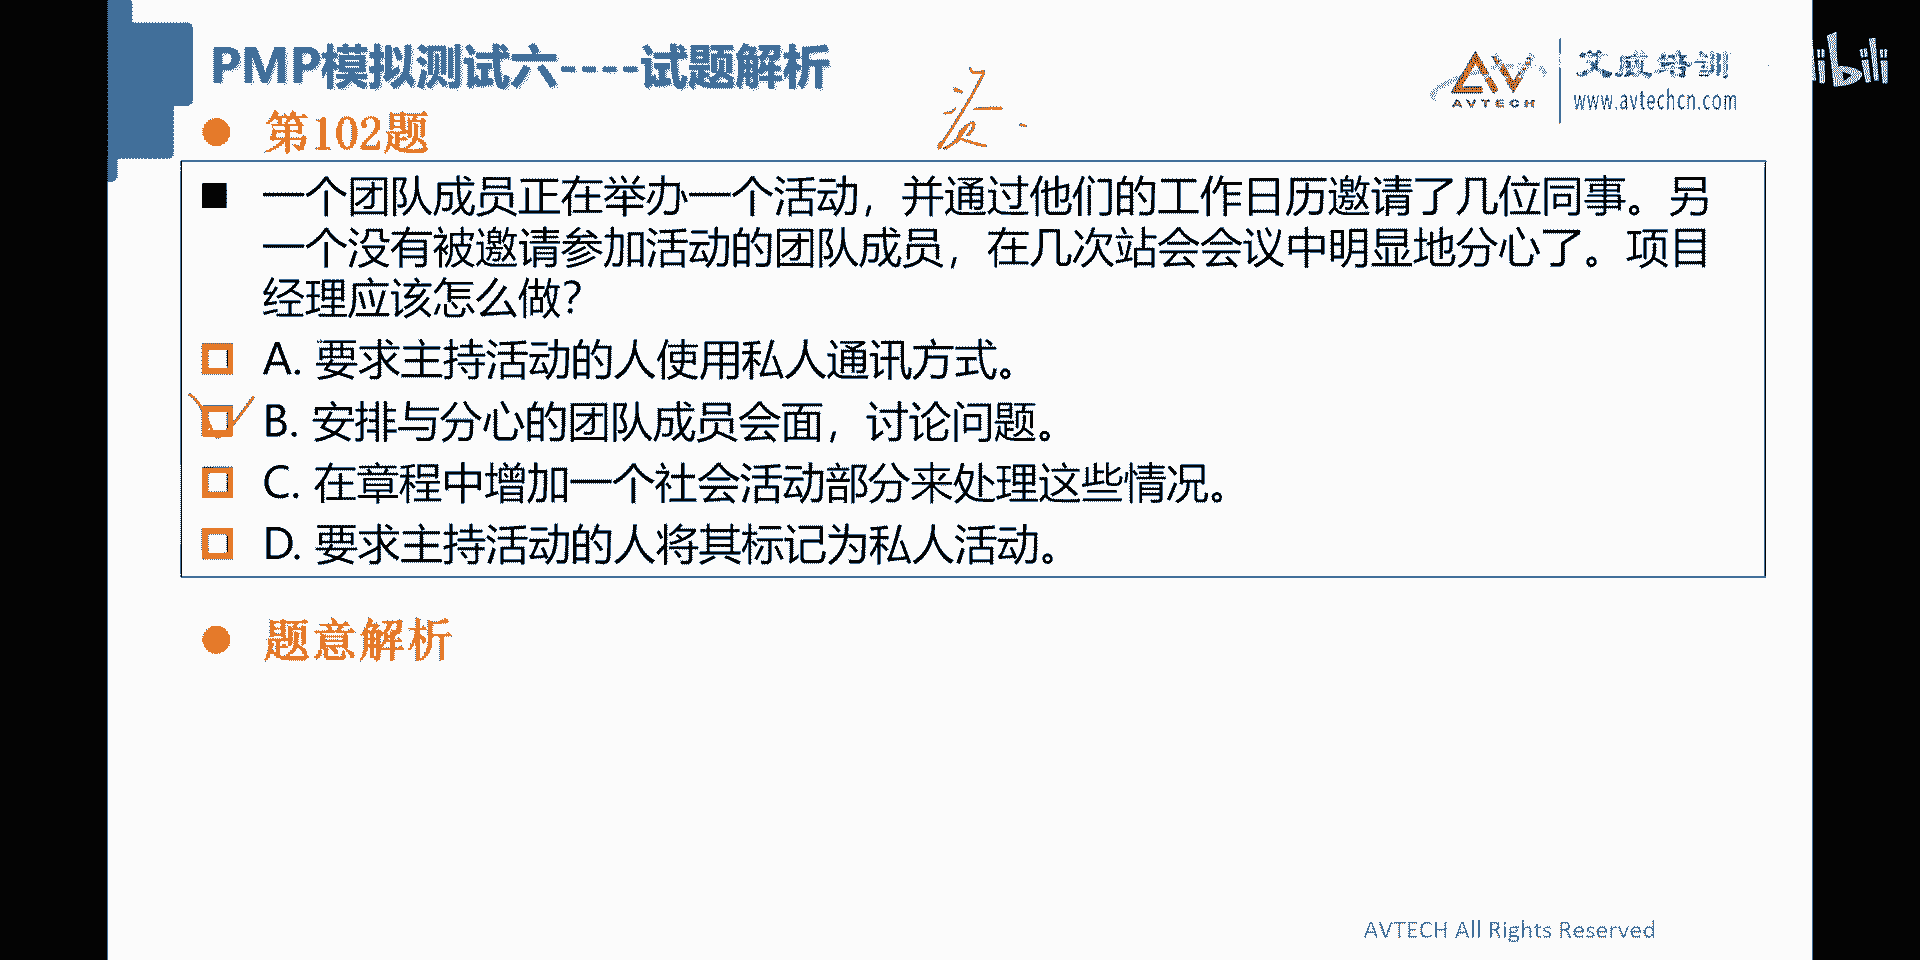 PMP模拟测试六----试题解析
AVTECH
艾威培训
www.avtechcn.com
第102题
一个团队成员正在举办一个活动，并通过他们的工作日历邀请了几位同事。另
一个没有被邀请参加活动的团队成员，在几次站会会议中明显地分心了。项目
经理应该怎么做？
A. 要求主持活动的人使用私人通讯方式。
B. 安排与分心的团队成员会面，讨论问题。
C. 在章程中增加一个社会活动部分来处理这些情况。
D. 要求主持活动的人将其标记为私人活动。
题意解析
AVTECH All Rights Reserved